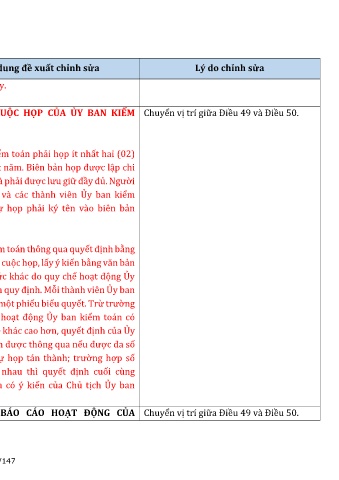 dung đề xuất chỉnh sửa
Lý do chỉnh sửa
y.
UỘC HỌP CỦA ỦY BAN KIỂM
Chuyển vị trí giữa Điều 49 và Điều 50.
m toán phải họp ít nhất hai (02)
năm. Biên bản họp được lập chi
phải được lưu giữ đầy đủ. Người
và các thành viên Ủy ban kiểm
ự họp phải ký tên vào biên bản
m toán thông qua quyết định bằng
cuộc họp, lấy ý kiến bằng văn bản
ức khác do quy chế hoạt động Ủy
quy định. Mỗi thành viên Ủy ban
một phiếu biểu quyết. Trừ trường
hoạt động Ủy ban kiểm toán có
khác cao hơn, quyết định của Ủy
n được thông qua nếu được đa số
ự họp tán thành; trường hợp số
nhau thì quyết định cuối cùng
có ý kiến của Chủ tịch Ủy ban
BÁO CÁO HOẠT ĐỘNG CỦA
Chuyển vị trí giữa Điều 49 và Điều 50.
/147